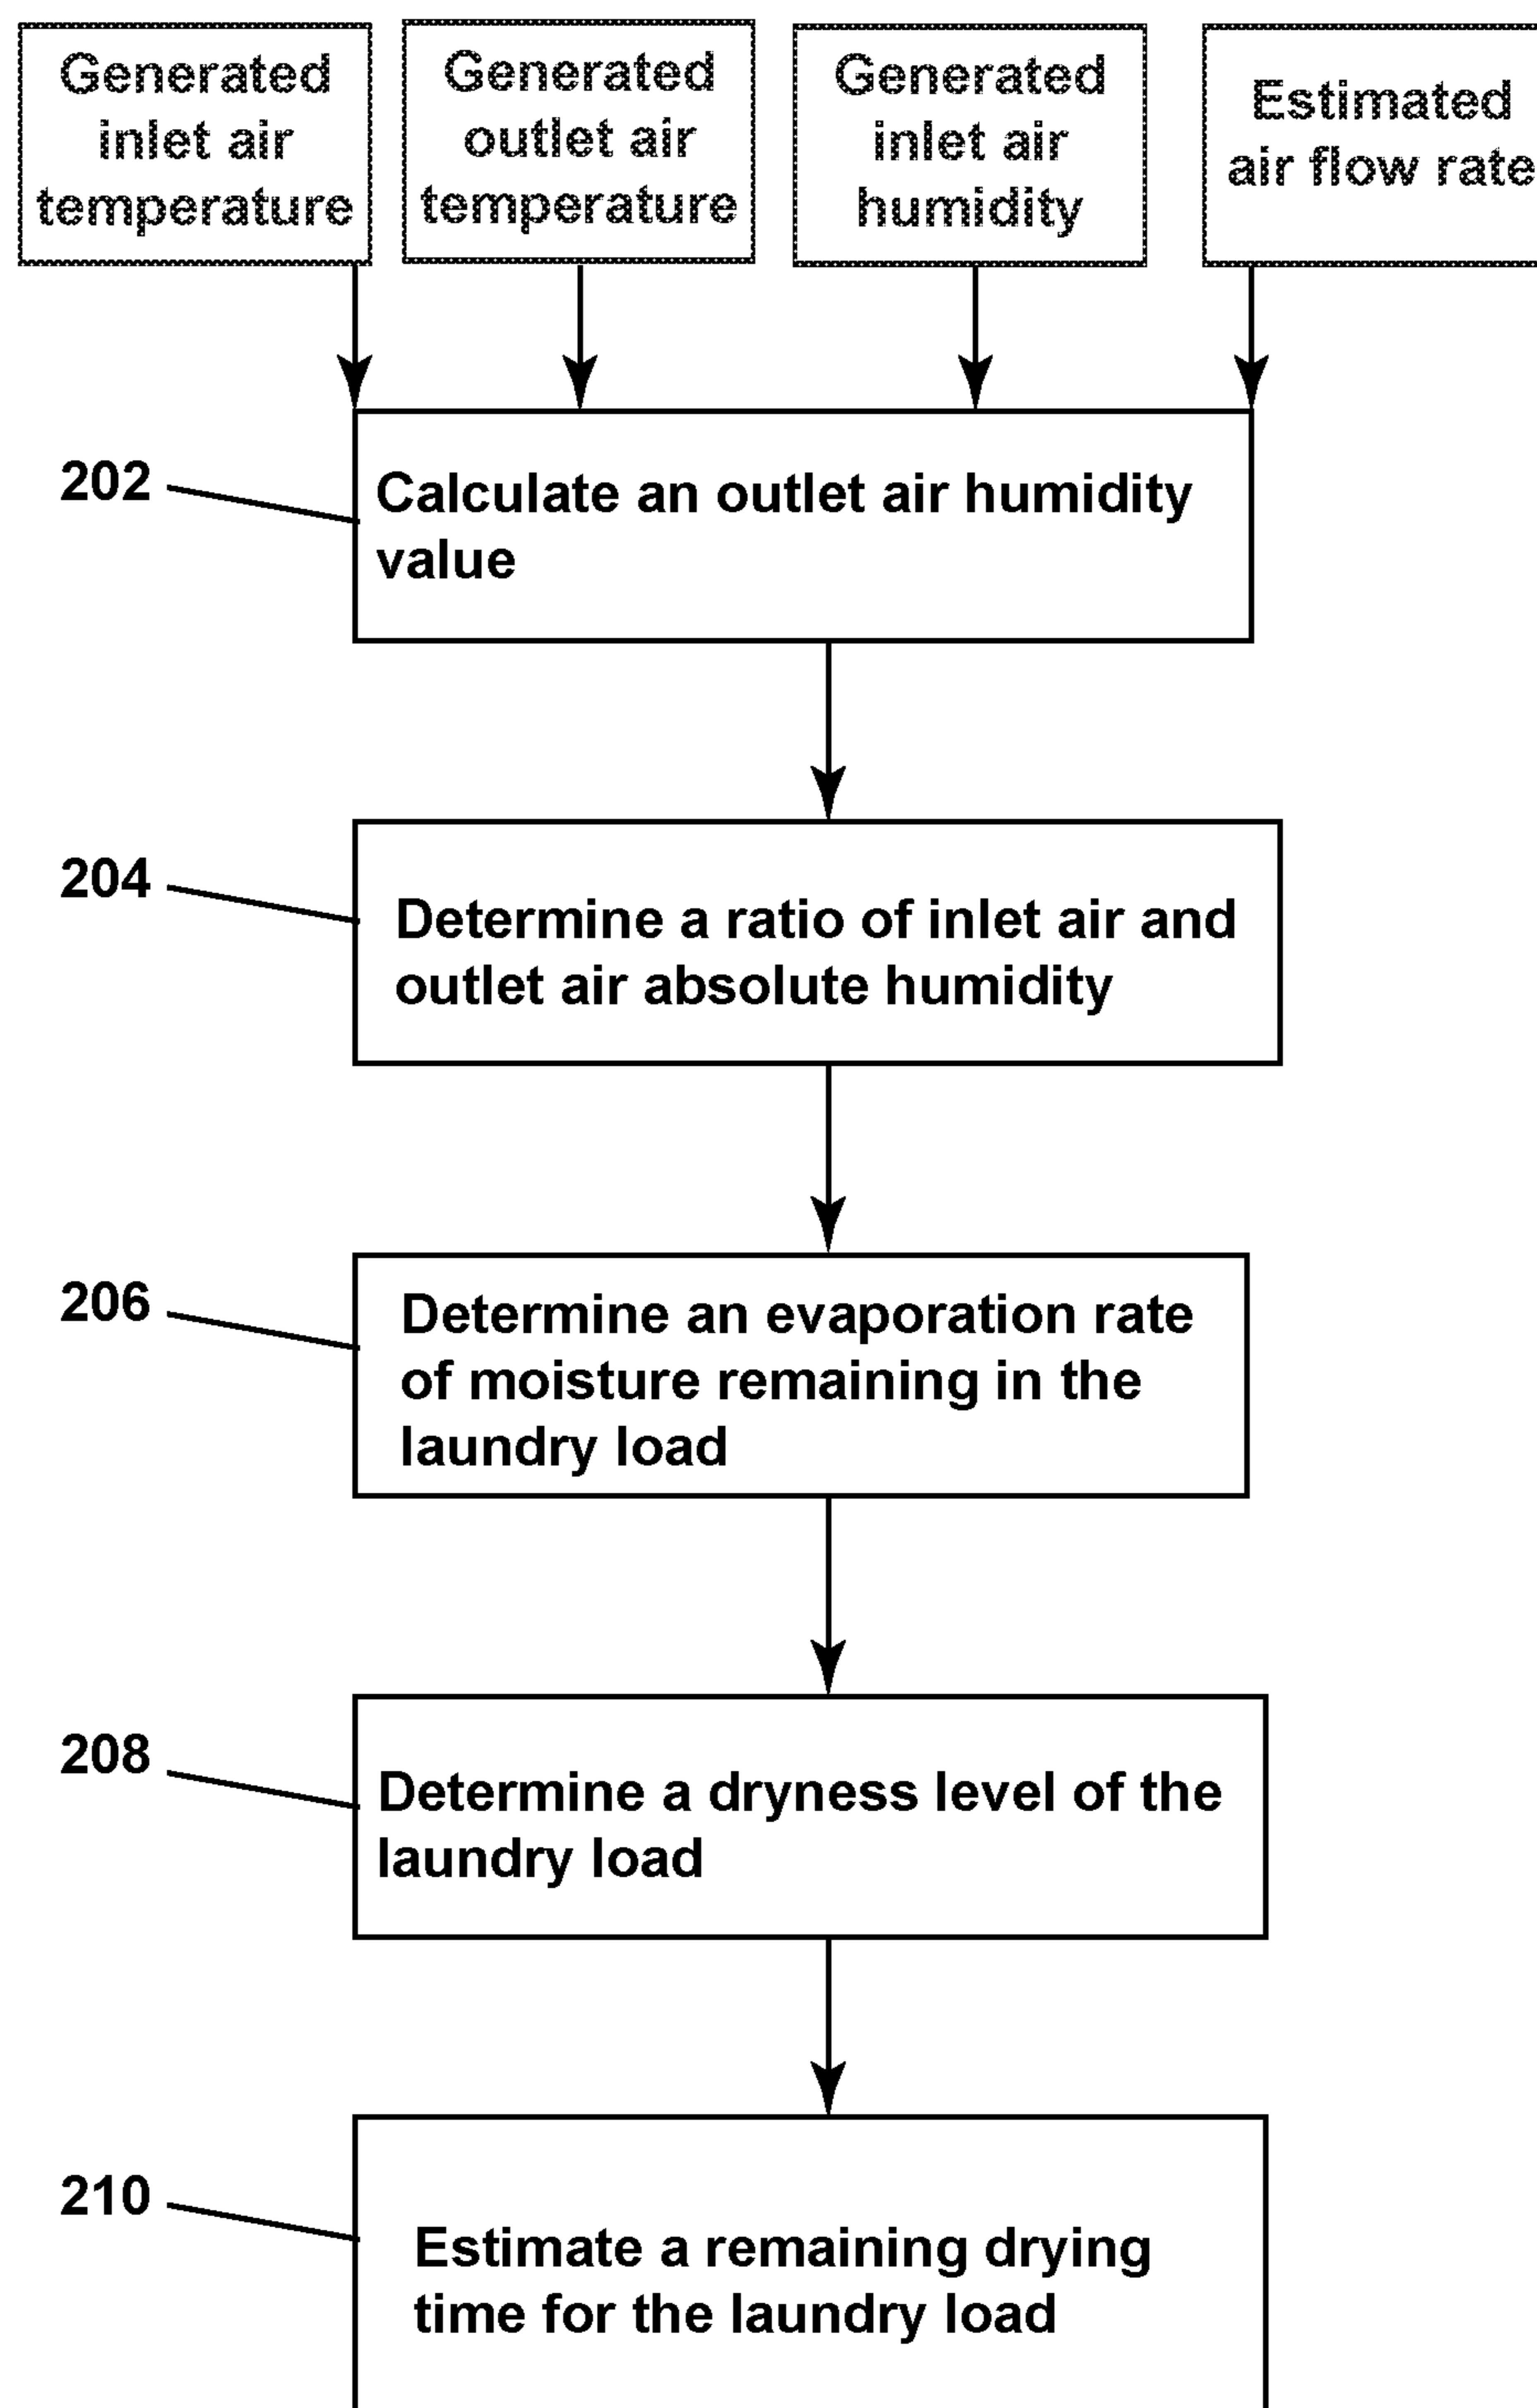 Generated
inlet air
temperature
Generated
outlet air
temperature
Generated
inlet air
humidity
Estimated
air flow rate
202
Calculate an outlet air humidity
value
204
Determine a ratio of inlet air and
outlet air absolute humidity
206
Determine an evaporation rate
of moisture remaining in the
laundry load
208
Determine a dryness level of the
laundry load
210
Estimate a remaining drying
time for the laundry load